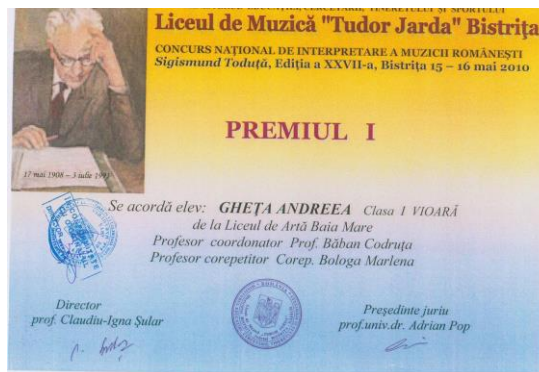 Liceul de Muzică "Tudor Jarda" Bistrița
CONCURS NAȚIONAL DE INTERPRETARE A MUZICII ROMÂNEȘTI
Sigismund Toduță, Ediția a XXVII-a, Bistrița 15 – 16 mai 2010
PREMIUL I
17 mai 1908 – 3 iulie 1991
Se acordă elev: GHEȚA ANDREEA Clasa I VIOARĂ
de la Liceul de Artă Baia Mare
Profesor coordonator Prof. Băban Codruța
Profesor corepetitor Corep. Bologa Marlena
Director
prof. Claudiu-Igna Șular
Președinte juriu
prof.univ.dr. Adrian Pop